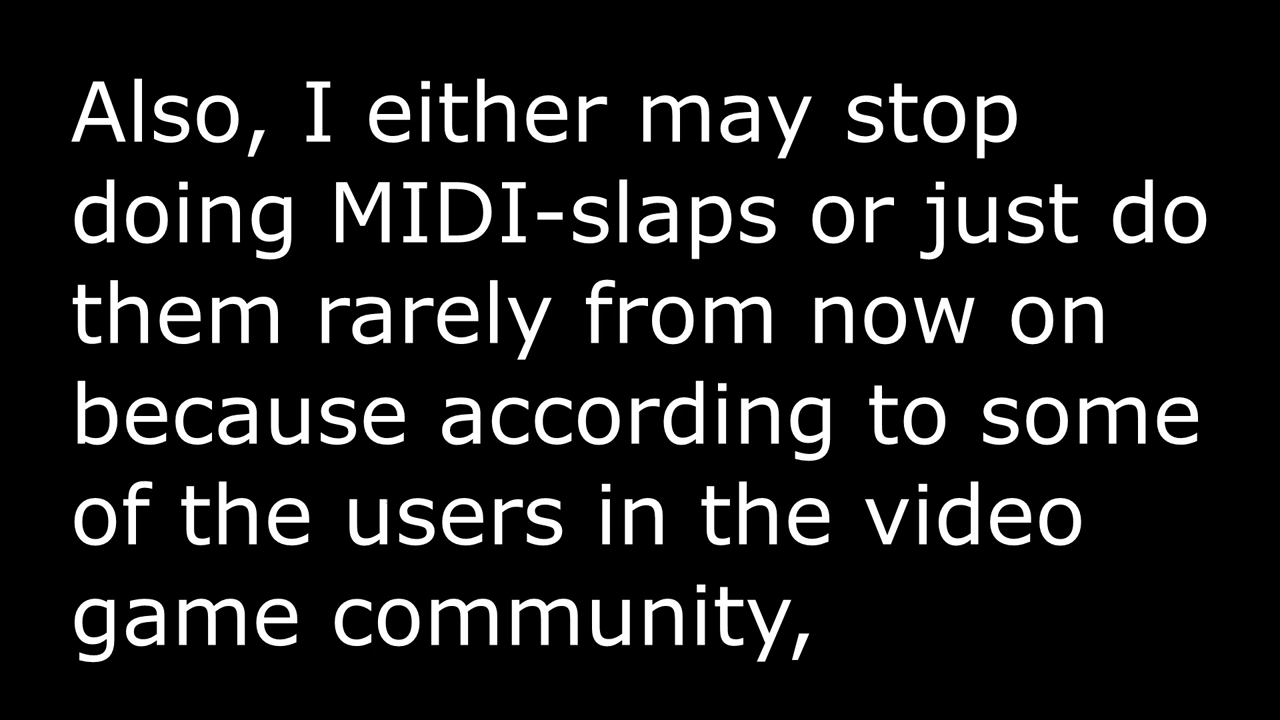 Also, I either may stop
doing MIDI-slaps or just do
them rarely from now on
because according to some
of the users in the video
game community,